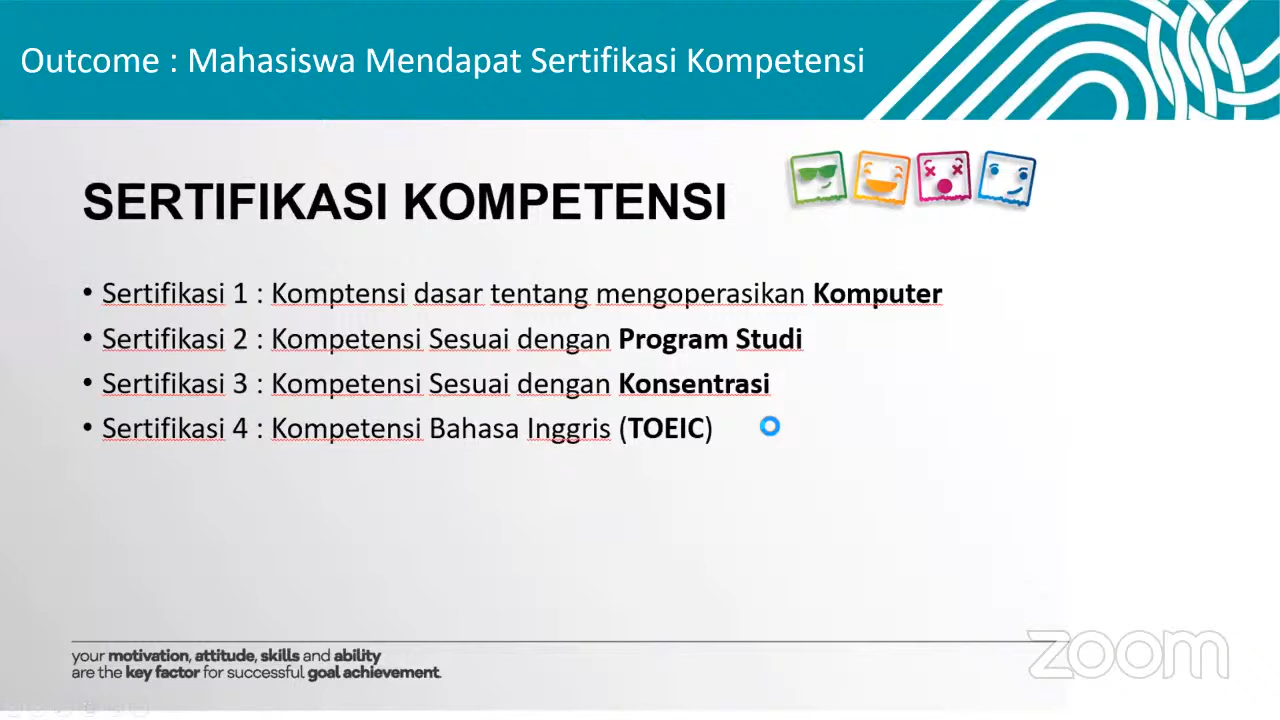 Outcome : Mahasiswa Mendapat Sertifikasi Kompetensi
SERTIFIKASI KOMPETENSI
• Sertifikasi 1 : Komptensi dasar tentang mengoperasikan Komputer
• Sertifikasi 2 : Kompetensi Sesuai dengan Program Studi
• Sertifikasi 3 : Kompetensi Sesuai dengan Konsentrasi
• Sertifikasi 4 : Kompetensi Bahasa Inggris (TOEIC)
your motivation, attitude, skills and ability
are the key factor for successful goal achievement.
zoom